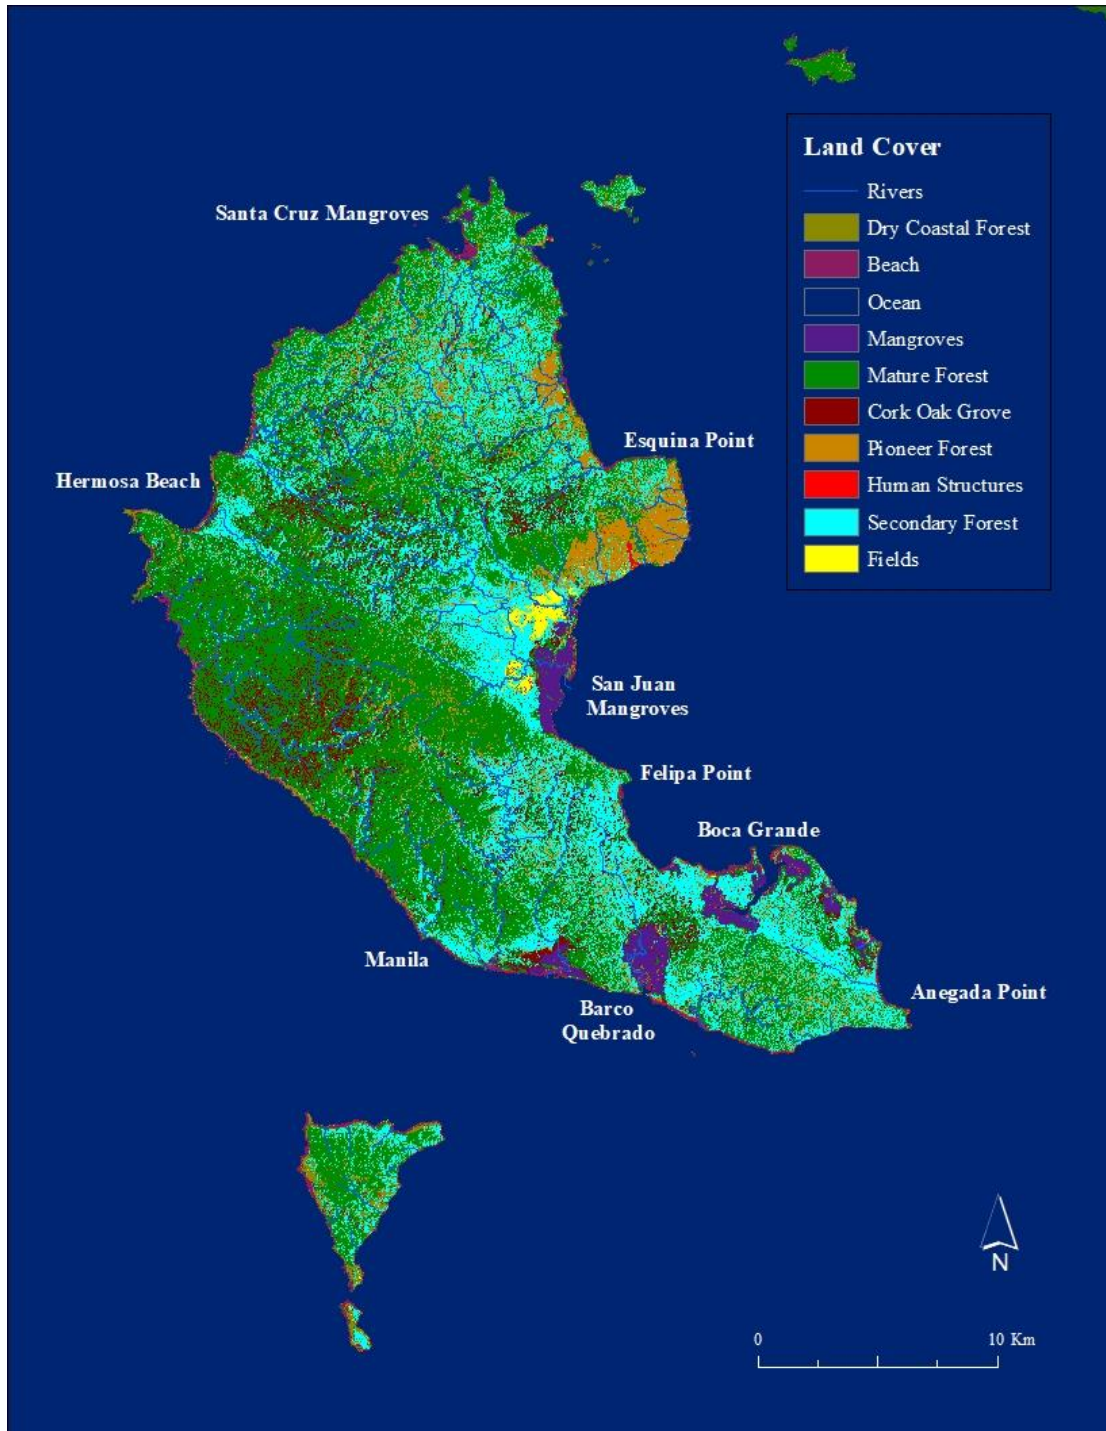 Land Cover
Rivers
Dry Coastal Forest
Beach
Ocean
Mangroves
Mature Forest
Cork Oak Grove
Pioneer Forest
Human Structures
Secondary Forest
Fields
Santa Cruz Mangroves
Esquina Point
Hermosa Beach
San Juan
Mangroves
Felipa Point
Boca Grande
Manila
Anegada Point
Barco
Quebrado
N
0 10 Km